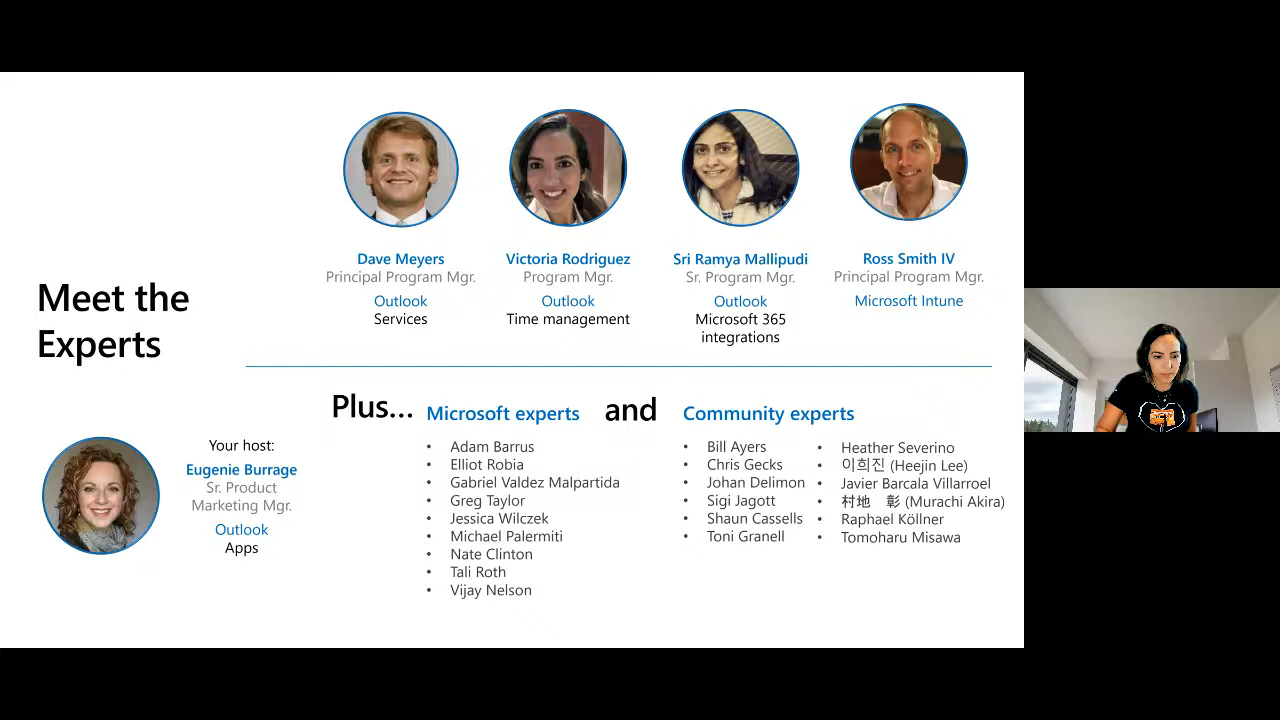 Meet the
Experts
Dave Meyers
Principal Program Mgr.
Outlook
Services
Victoria Rodriguez
Program Mgr.
Outlook
Time management
Sri Ramya Mallipudi
Sr. Program Mgr.
Outlook
Microsoft 365
integrations
Ross Smith IV
Principal Program Mgr.
Microsoft Intune
Your host:
Eugenie Burrage
Sr. Product
Marketing Mgr.
Outlook
Apps
Plus...
Microsoft experts
• Adam Barrus
• Elliot Robia
• Gabriel Valdez Malpartida
• Greg Taylor
• Jessica Wilczek
• Michael Palermiti
• Nate Clinton
• Tali Roth
• Vijay Nelson
and
Community experts
• Bill Ayers
• Chris Gecks
• Johan Delimon
• Sigi Jagott
• Shaun Cassells
• Toni Granell
• Heather Severino
• 이희진 (Heejin Lee)
• Javier Barcala Villarroel
• 村地　彰 (Murachi Akira)
• Raphael Köllner
• Tomoharu Misawa